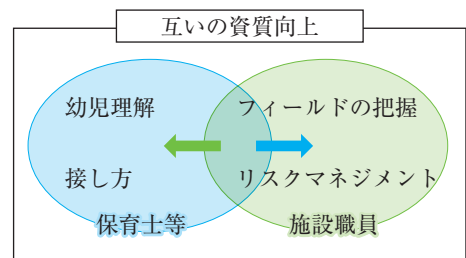 互いの資質向上
幼児理解
フィールドの把握
接し方
リスクマネジメント
保育士等
施設職員